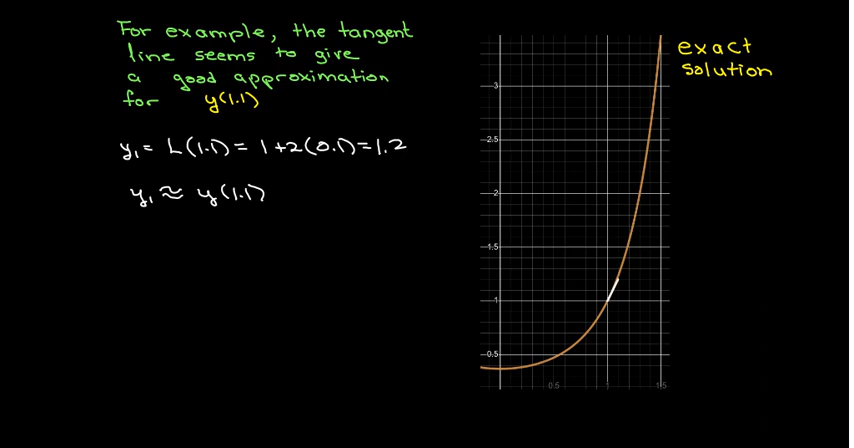 For example, the tangent
line seems to give
a good approximation
for y(1.1)
y₁ = L(1.1) = 1+2(0.1) = 1.2
y₁ ≈ y(1.1)
exact
solution
3
2.5
2
1.5
1
0.5
0.5
1
1.5